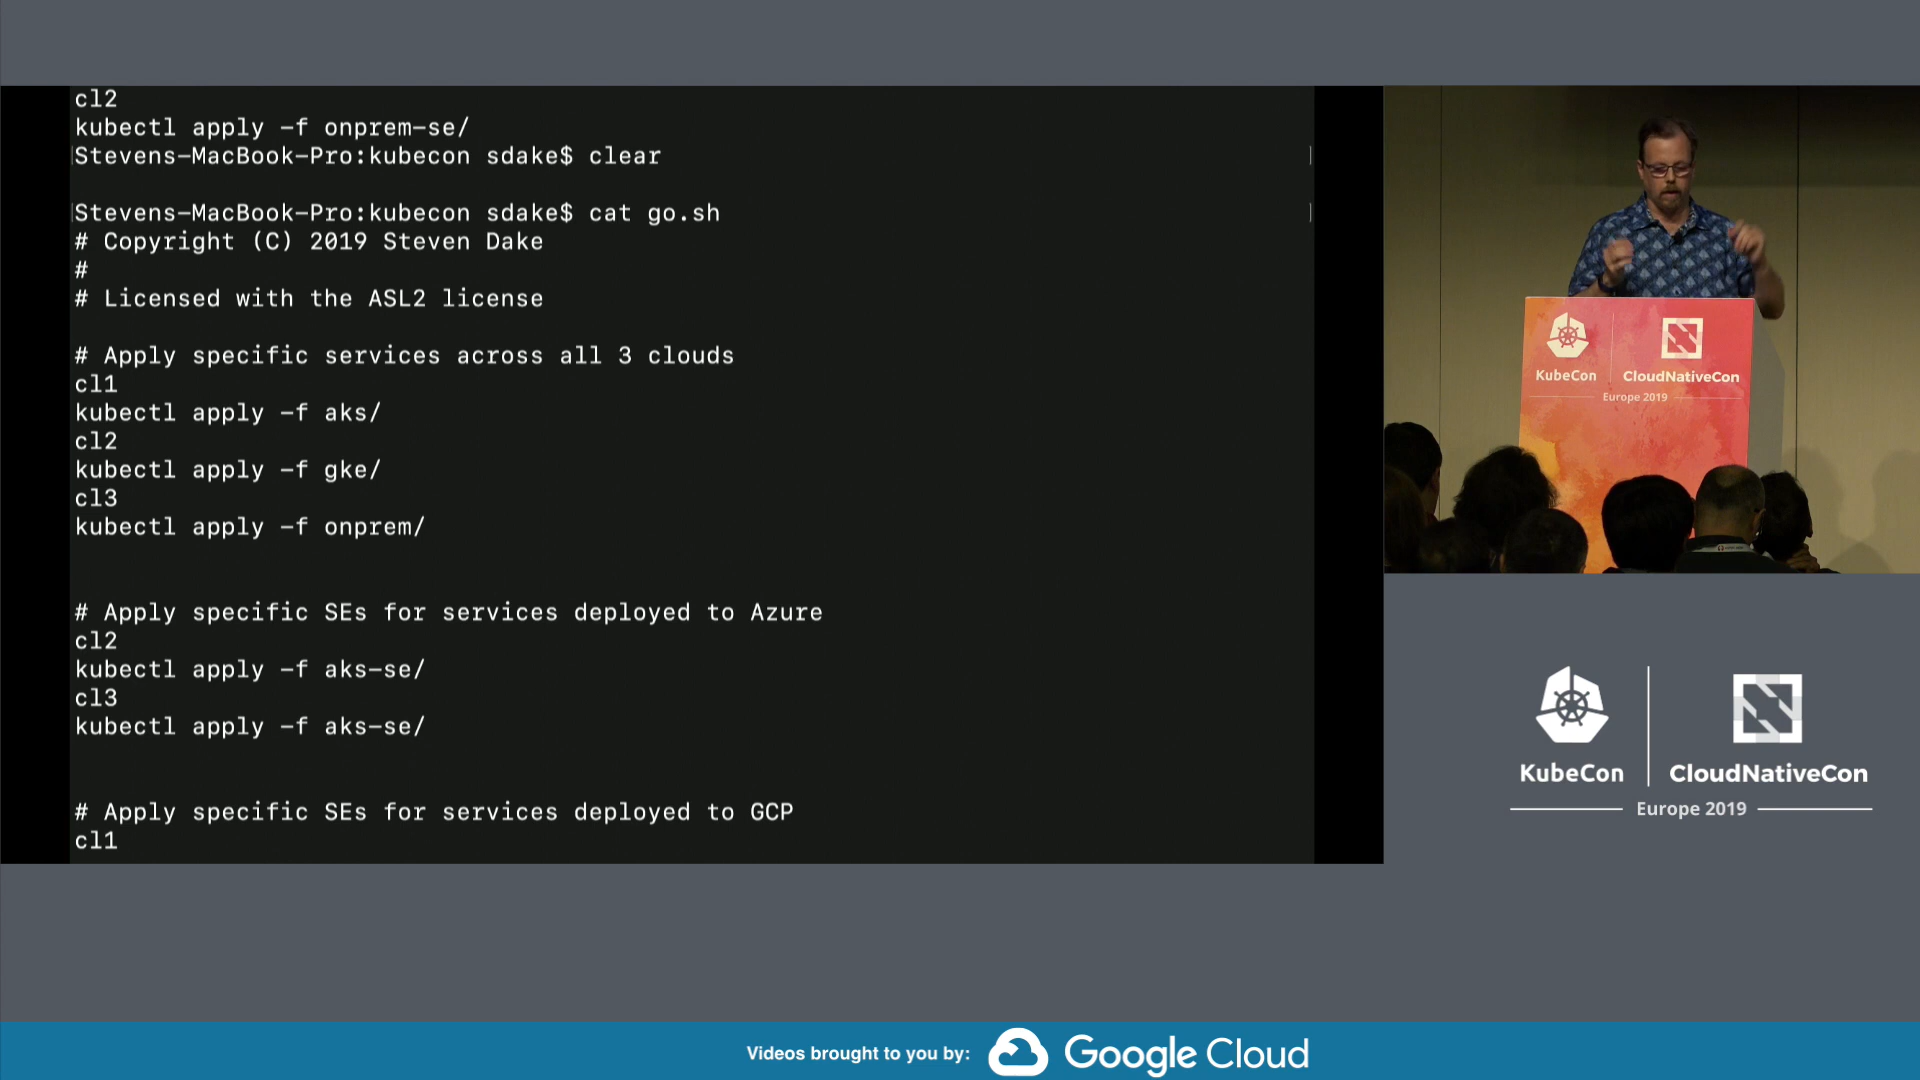 cl2
kubectl apply -f onprem-se/
Stevens-MacBook-Pro:kubecon sdake$ clear
Stevens-MacBook-Pro:kubecon sdake$ cat go.sh
# Copyright (C) 2019 Steven Dake
#
# Licensed with the ASL2 license
# Apply specific services across all 3 clouds
cl1
kubectl apply -f aks/
cl2
kubectl apply -f gke/
cl3
kubectl apply -f onprem/
# Apply specific SEs for services deployed to Azure
cl2
kubectl apply -f aks-se/
cl3
kubectl apply -f aks-se/
# Apply specific SEs for services deployed to GCP
cl1
KubeCon
CloudNativeCon
Europe 2019
KubeCon
CloudNativeCon
Europe 2019
Videos brought to you by:
Google Cloud